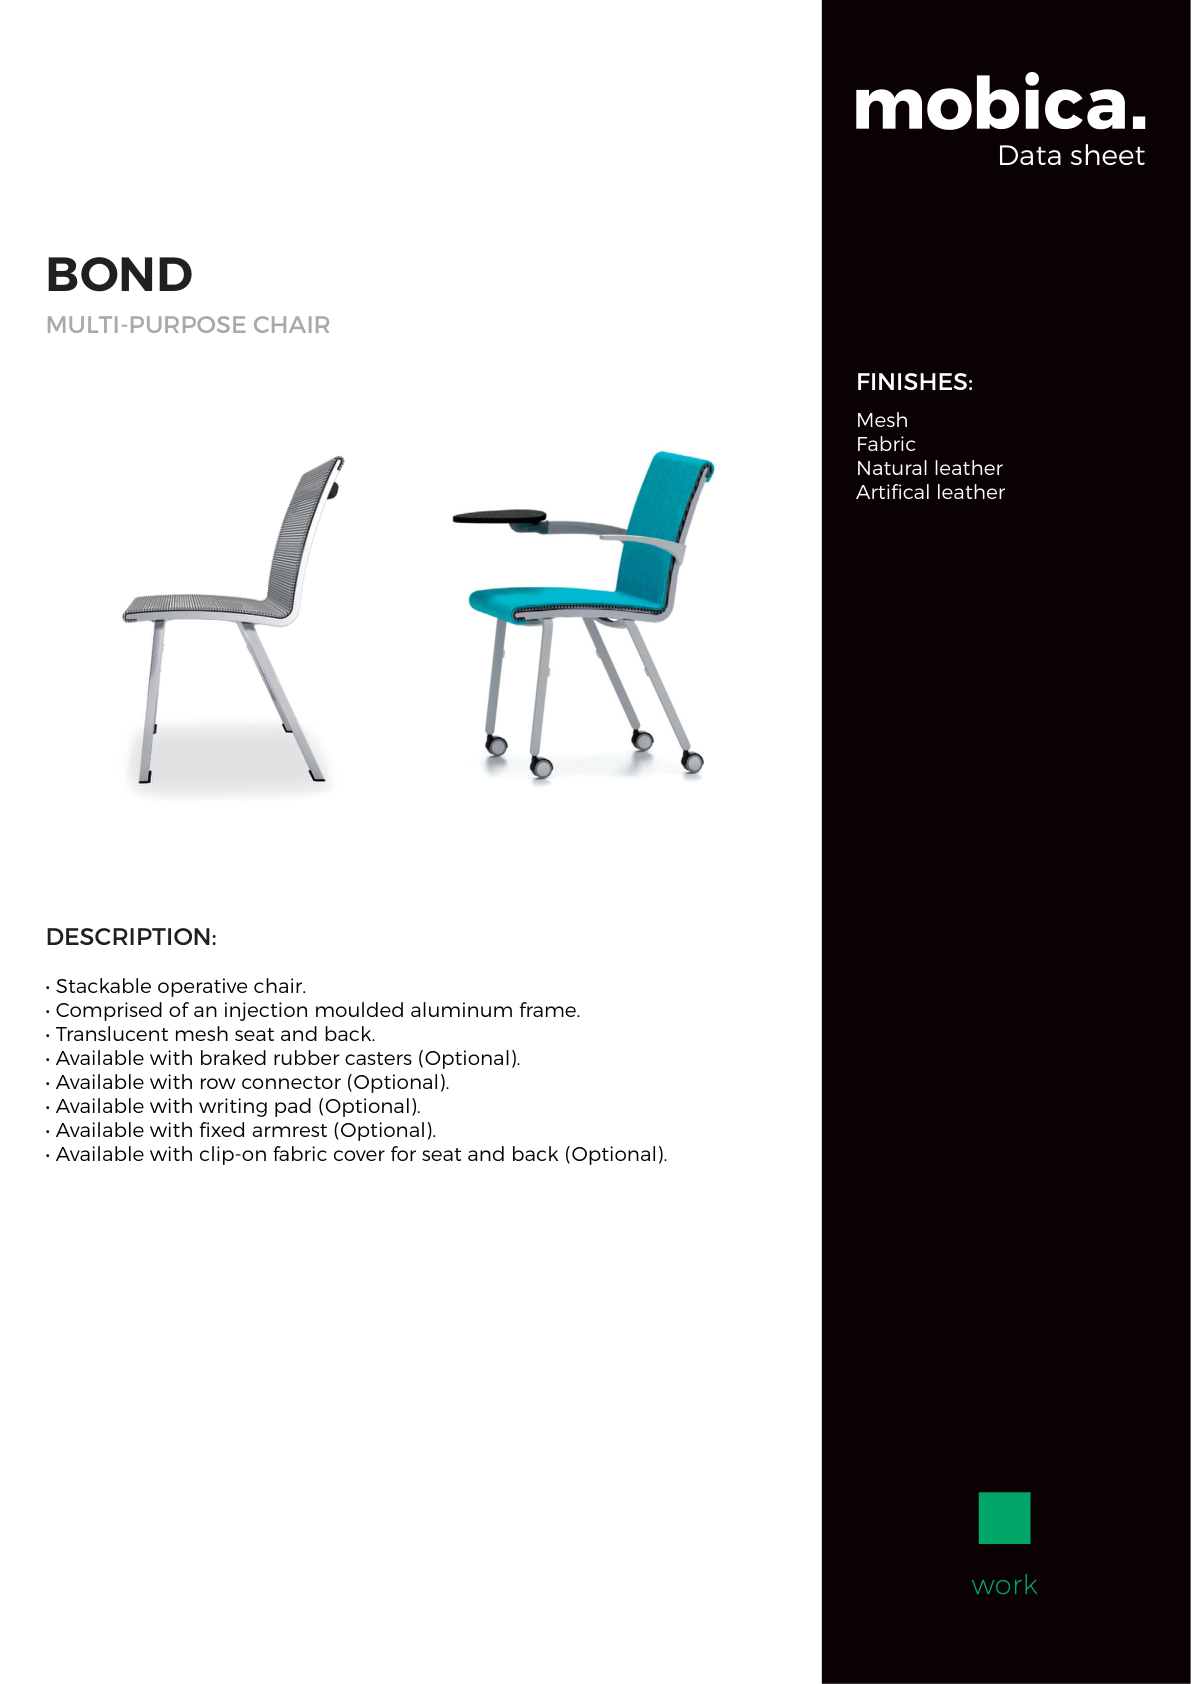 mobica.
Data sheet
BOND
MULTI-PURPOSE CHAIR
FINISHES:
Mesh
Fabric
Natural leather
Artifical leather
DESCRIPTION:
• Stackable operative chair.
• Comprised of an injection moulded aluminum frame.
• Translucent mesh seat and back.
• Available with braked rubber casters (Optional).
• Available with row connector (Optional).
• Available with writing pad (Optional).
• Available with fixed armrest (Optional).
• Available with clip-on fabric cover for seat and back (Optional).
work